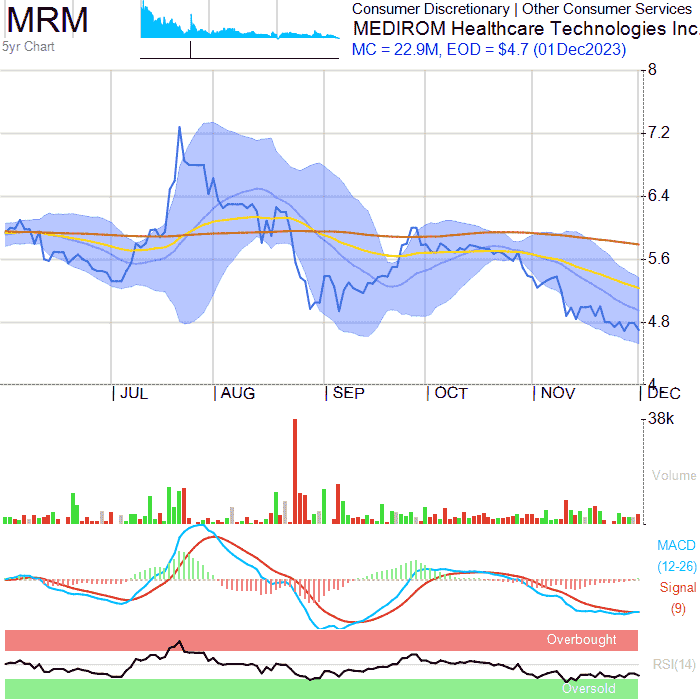 MRM
5yr Chart
Consumer Discretionary | Other Consumer Services
MEDIROM Healthcare Technologies Inc.
MC = 22.9M, EOD = $4.7 (01Dec2023)
8
7.2
6.4
5.6
4.8
4
JUL
AUG
SEP
OCT
NOV
DEC
38k
Volume
MACD
(12-26)
Signal
(9)
Overbought
RSI(14)
Oversold